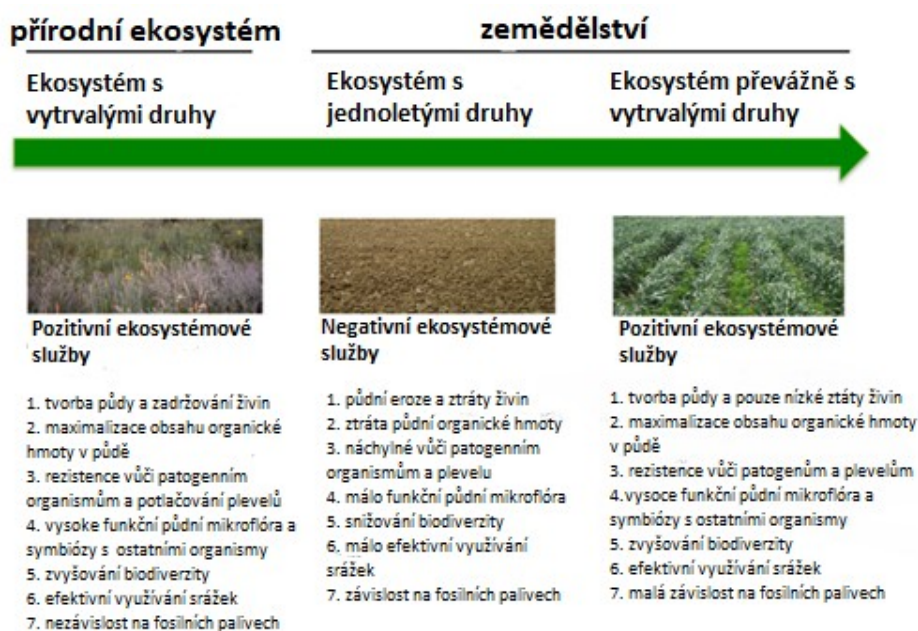 přírodní ekosystém
zemědělství
Ekosystém s
vytrvalými druhy
Ekosystém s
jednoletými druhy
Ekosystém převážně s
vytrvalými druhy
Pozitivní ekosystémové
služby
1. tvorba půdy a zadržování živin
2. maximalizace obsahu organické
hmoty v půdě
3. rezistence vůči patogenním
organismům a potlačování plevelů
4. vysoke funkční půdní mikroflóra a
symbiózy s ostatními organismy
5. zvyšování biodiverzity
6. efektivní využívání srážek
7. nezávislost na fosilních palivech
Negativní ekosystémové
služby
1. půdní eroze a ztráty živin
2. ztráta půdní organické hmoty
3. náchylné vůči patogenním
organismům a plevelu
4. málo funkční půdní mikroflóra
5. snižování biodiverzity
6. málo efektivní využívání
srážek
7. závislost na fosilních palivech
Pozitivní ekosystémové
služby
1. tvorba půdy a pouze nízké ztáty živin
2. maximalizace obsahu organické hmoty
v půdě
3. rezistence vůči patogenům a plevelům
4.vysoce funkční půdní mikroflóra a
symbiózy s ostatními organismy
5. zvyšování biodiverzity
6. efektivní využívání srážek
7. malá závislost na fosilních palivech